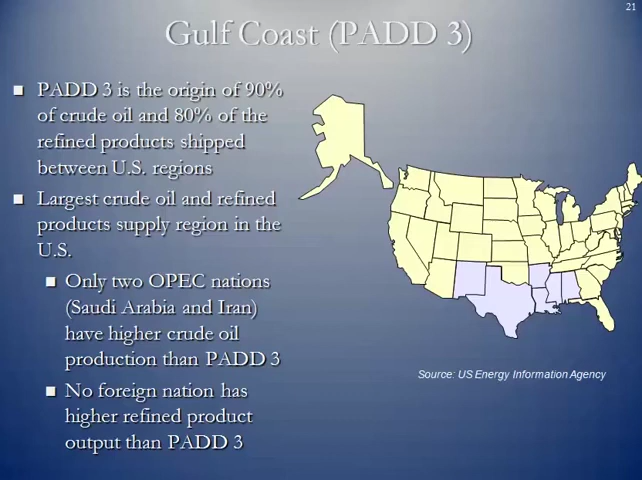 21
Gulf Coast (PADD 3)
■ PADD 3 is the origin of 90%
of crude oil and 80% of the
refined products shipped
between U.S. regions
■ Largest crude oil and refined
products supply region in the
U.S.
■ Only two OPEC nations
(Saudi Arabia and Iran)
have higher crude oil
production than PADD 3
■ No foreign nation has
higher refined product
output than PADD 3
Source: US Energy Information Agency